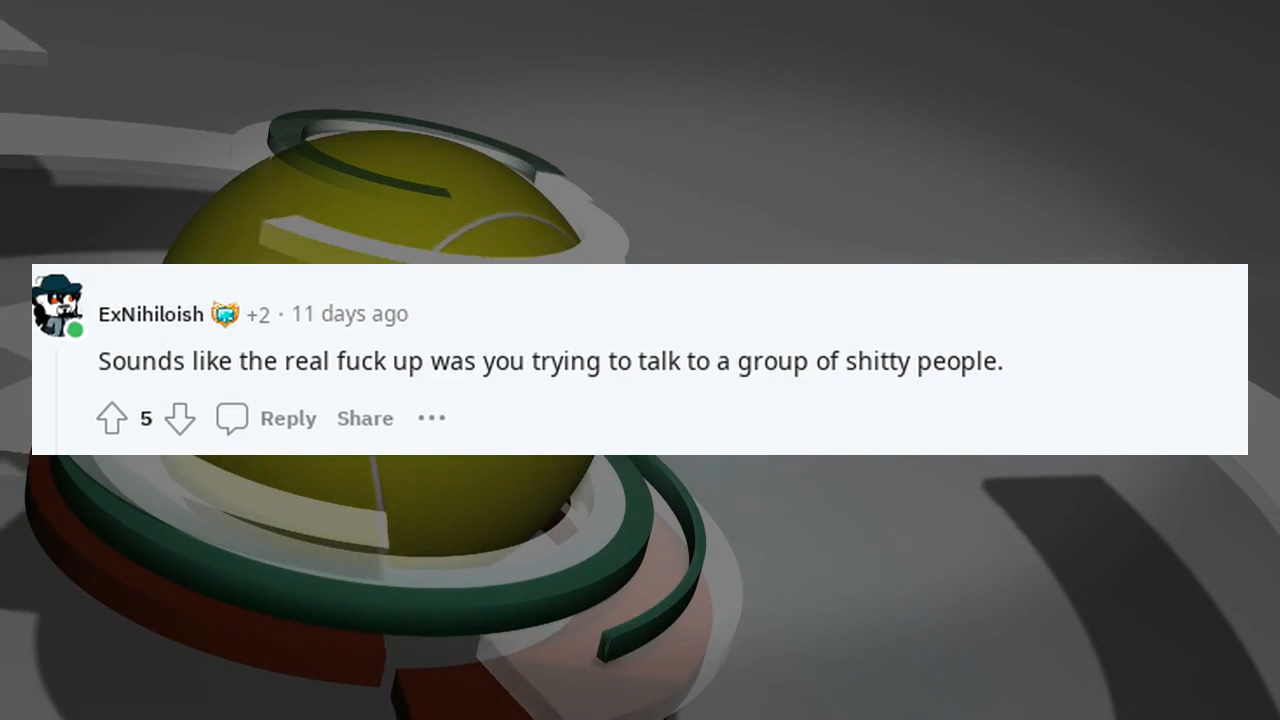 ExNihiloish +2 · 11 days ago
Sounds like the real fuck up was you trying to talk to a group of shitty people.
5 Reply Share ···